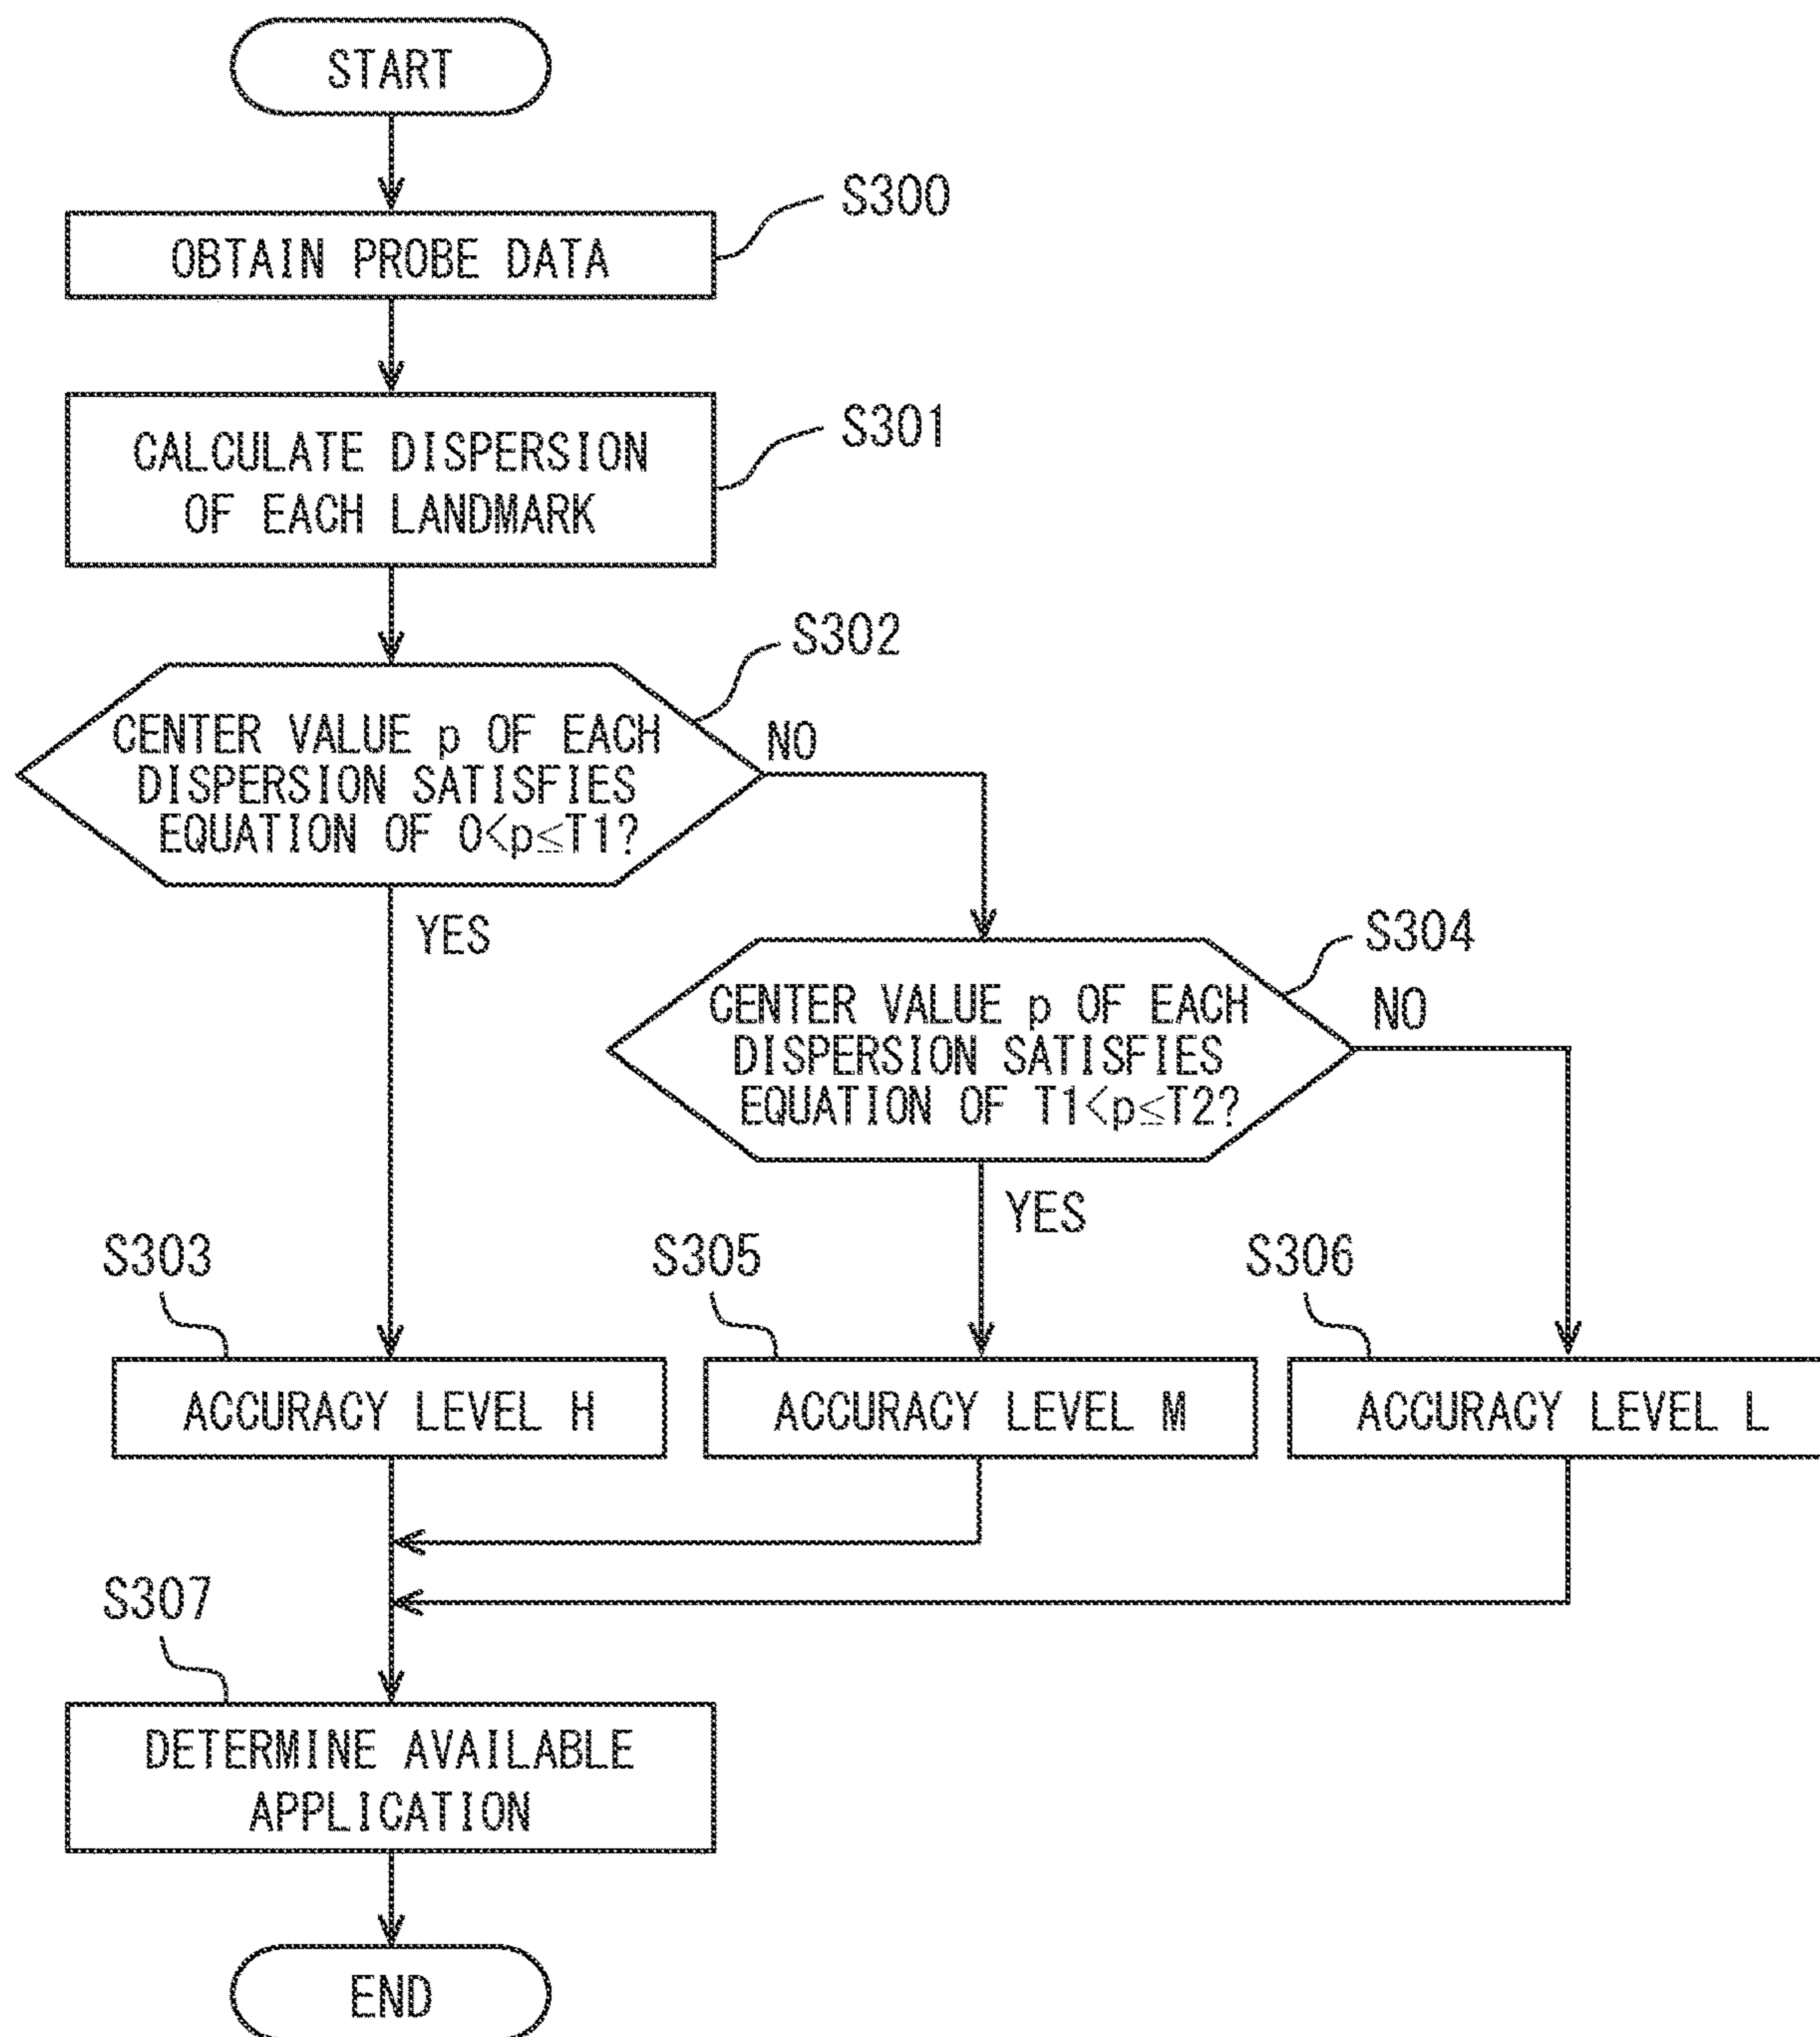 START
S300
OBTAIN PROBE DATA
S301
CALCULATE DISPERSION
OF EACH LANDMARK
S302
CENTER VALUE p OF EACH
DISPERSION SATISFIES
EQUATION OF 0<p≤T1?
NO
YES
S304
CENTER VALUE p OF EACH
DISPERSION SATISFIES
EQUATION OF T1<p≤T2?
NO
YES
S303
S305
S306
ACCURACY LEVEL H
ACCURACY LEVEL M
ACCURACY LEVEL L
S307
DETERMINE AVAILABLE
APPLICATION
END